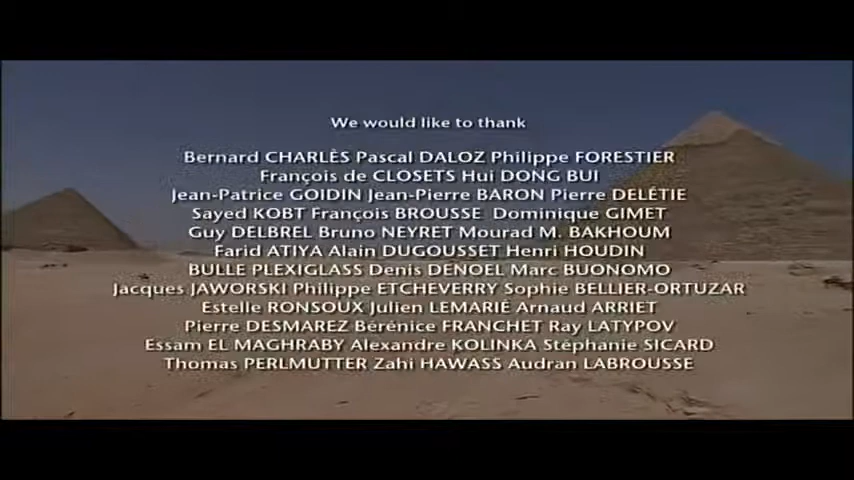 We would like to thank
Bernard CHARLÈS Pascal DALOZ Philippe FORESTIER
François de CLOSETS Hui DONG BUI
Jean-Patrice GOIDIN Jean-Pierre BARON Pierre DELÉTIE
Sayed KOBT François BROUSSE Dominique GIMET
Guy DELBREL Bruno NEYRET Mourad M. BAKHOUM
Farid ATIYA Alain DUGOUSSET Henri HOUDIN
BULLE PLEXIGLASS Denis DENOEL Marc BUONOMO
Jacques JAWORSKI Philippe ETCHEVERRY Sophie BELLIER-ORTUZAR
Estelle RONSOUX Julien LEMARIÉ Arnaud ARRIET
Pierre DESMAREZ Bérénice FRANCHET Ray LATYPOV
Essam EL MAGHRABY Alexandre KOLINKA Stéphanie SICARD
Thomas PERLMUTTER Zahi HAWASS Audran LABROUSSE